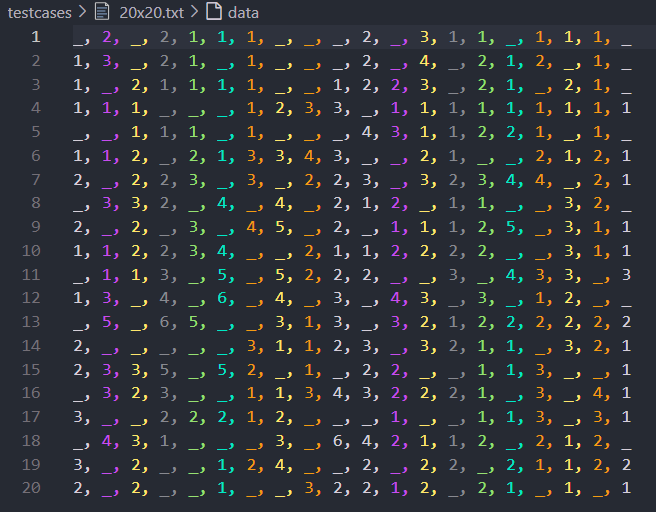 testcases > 20x20.txt > data
1 _, 2, _, 2, 1, 1, 1, _, _, _, 2, _, 3, 1, 1, _, 1, 1, 1, _
2 1, 3, _, 2, 1, _, 1, _, _, _, 2, _, 4, _, 2, 1, 2, _, 1, _
3 1, _, 2, 1, 1, 1, 1, _, _, 1, 2, 2, 3, _, 2, 1, _, 2, 1, _
4 1, 1, 1, _, _, _, 1, 2, 3, 3, _, 1, 1, 1, 1, 1, 1, 1, 1, 1
5 _, _, 1, 1, 1, _, 1, _, _, _, 4, 3, 1, 1, 2, 2, 1, _, 1, _
6 1, 1, 2, _, 2, 1, 3, 3, 4, 3, _, _, 2, 1, _, _, 2, 1, 2, 1
7 2, _, 2, 2, 3, _, 3, _, 2, 2, 3, _, 3, 2, 3, 4, 4, _, 2, 1
8 _, 3, 3, 2, _, 4, _, 4, _, 2, 1, 2, _, 1, 1, _, _, 3, 2, _
9 2, _, 2, _, 3, _, 4, 5, _, 2, _, 1, 1, 1, 2, 5, _, 3, 1, 1
10 1, 1, 2, 2, 3, 4, _, _, 2, 1, 1, 2, 2, 2, 2, _, _, 3, 1, 1
11 _, 1, 1, 3, _, 5, _, 5, 2, 2, 2, _, _, 3, _, 4, 3, 3, _, 3
12 1, 3, _, 4, _, 6, _, 4, _, 3, _, 4, 3, _, 3, _, 1, 2, _, _
13 _, 5, _, 6, 5, _, _, 3, 1, 3, _, 3, 2, 1, 2, 2, 2, 2, 2, 2
14 2, _, _, _, _, _, 3, 1, 1, 2, 3, _, 3, 2, 1, 1, _, 3, 2, 1
15 2, 3, 3, 5, _, 5, 2, _, 1, _, 2, 2, _, _, 1, 1, 3, _, _, 1
16 _, 3, 2, 3, _, _, 1, 1, 3, 4, 3, 2, 2, 2, 1, _, 3, _, 4, 1
17 3, _, _, 2, 2, 2, 1, 2, _, _, _, 1, _, _, 1, 1, 3, _, 3, 1
18 _, 4, 3, 1, _, _, _, 3, _, 6, 4, 2, 1, 1, 2, _, 2, 1, 2, _
19 3, _, 2, _, _, 1, 2, 4, _, _, 2, _, 2, 2, _, 2, 1, 1, 2, 2
20 2, _, 2, _, _, 1, _, _, 3, 2, 2, 1, 2, _, 2, 1, _, 1, _, 1